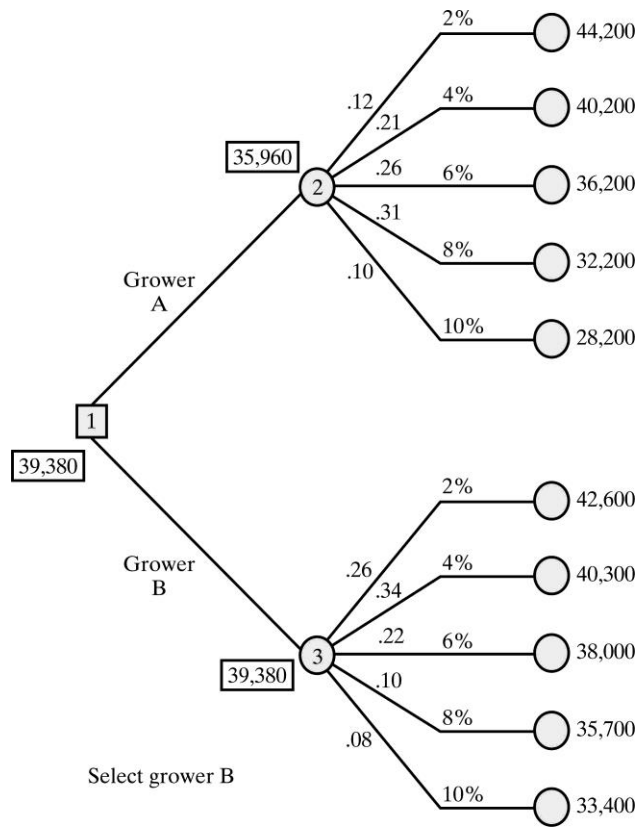 2% 44,200
.12 4% 40,200
.21
35,960 .26 6% 36,200
2
.31
8% 32,200
.10
Grower
A
10% 28,200
1
39,380
2% 42,600
Grower
B
.26 4% 40,300
.34
.22 6% 38,000
3
39,380 .10
8% 35,700
.08
Select grower B
10% 33,400